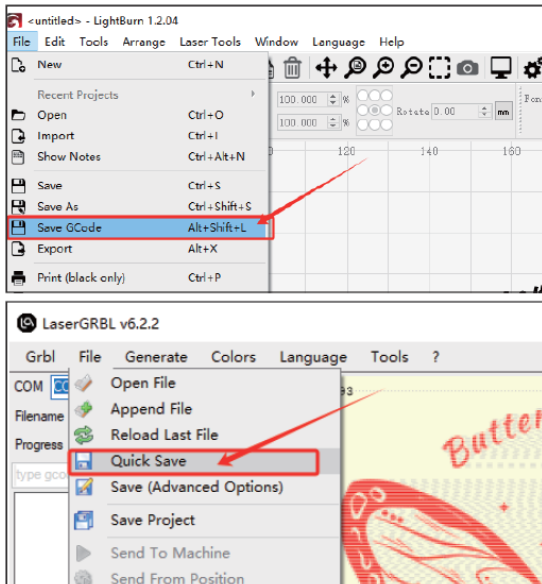 <untitled> - LightBurn 1.2.04
File Edit Tools Arrange Laser Tools Window Language Help
New Ctrl+N
Recent Projects
Open Ctrl+O
Import Ctrl+I
Show Notes Ctrl+Alt+N
Save Ctrl+S
Save As Ctrl+Shift+S
Save GCode Alt+Shift+L
Export Alt+X
Print (black only) Ctrl+P
100.000 %
100.000 %
Rotate 0.00 mm
120 140 160
LaserGRBL v6.2.2
Grbl File Generate Colors Language Tools ?
COM
Filename
Progress
type gco
Open File
Append File
Reload Last File
Quick Save
Save (Advanced Options)
Save Project
Send To Machine
Send From Position
Butter